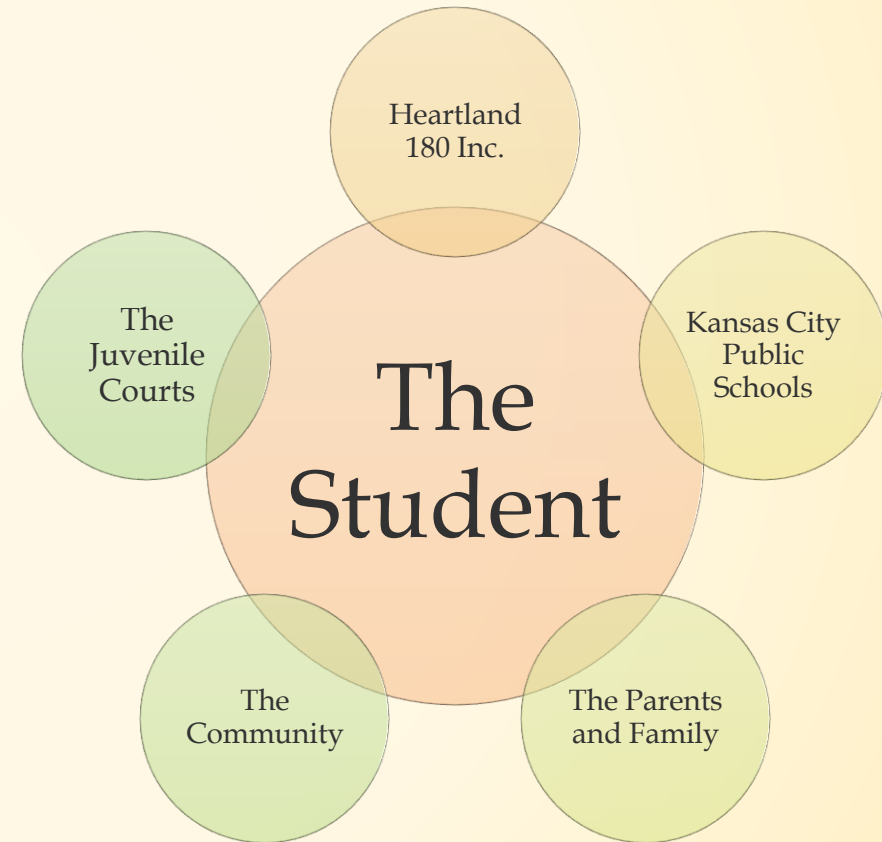 Heartland
180 Inc.
The
Juvenile
Courts
Kansas City
Public
Schools
The
Student
The
Community
The Parents
and Family